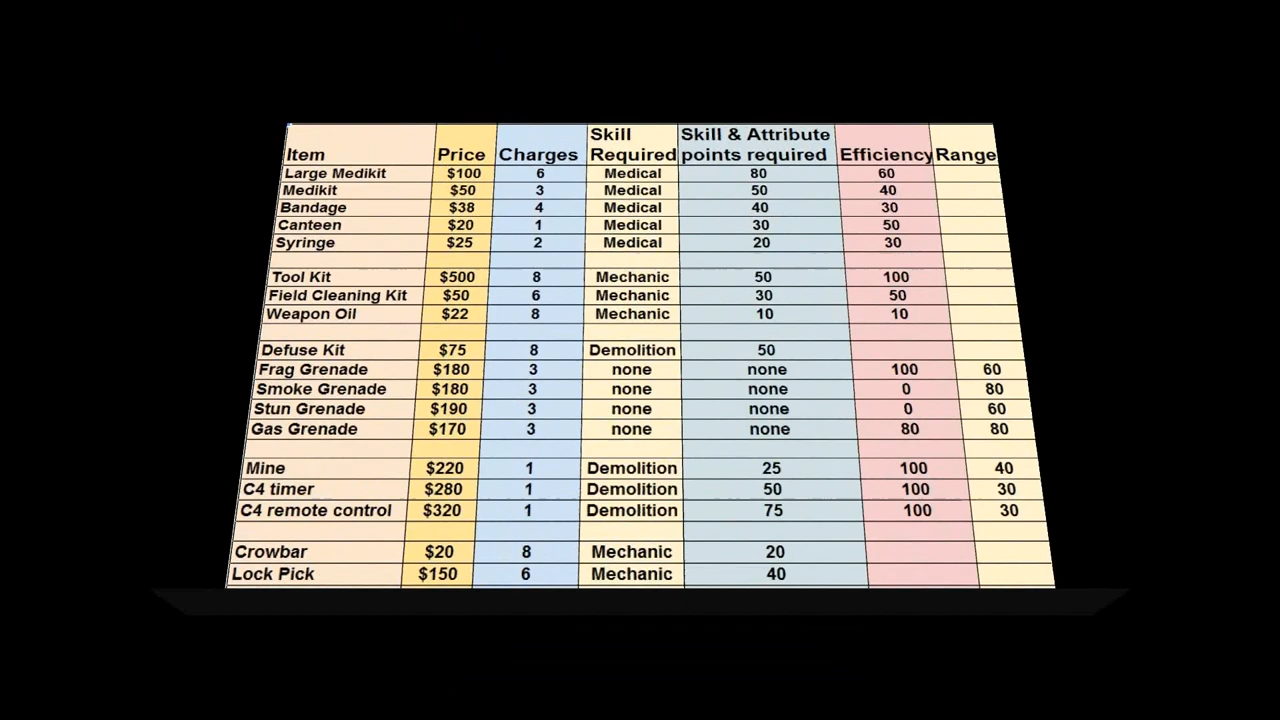 Item Price Charges Skill Required Skill & Attribute points required Efficiency Range
Large Medikit $100 6 Medical 80 60
Medikit $50 3 Medical 50 40
Bandage $38 4 Medical 40 30
Canteen $20 1 Medical 30 50
Syringe $25 2 Medical 20 30
Tool Kit $500 8 Mechanic 50 100
Field Cleaning Kit $50 6 Mechanic 30 50
Weapon Oil $22 8 Mechanic 10 10
Defuse Kit $75 8 Demolition 50
Frag Grenade $180 3 none none 100 60
Smoke Grenade $180 3 none none 0 80
Stun Grenade $190 3 none none 0 60
Gas Grenade $170 3 none none 80 80
Mine $220 1 Demolition 25 100 40
C4 timer $280 1 Demolition 50 100 30
C4 remote control $320 1 Demolition 75 100 30
Crowbar $20 8 Mechanic 20
Lock Pick $150 6 Mechanic 40